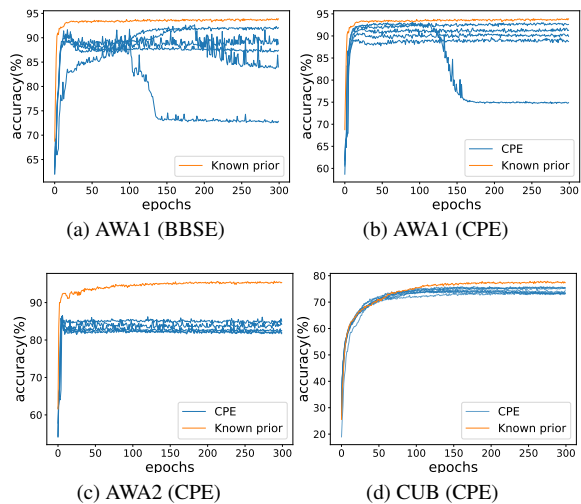 95
90
85
80
75
70
65
accuracy(%)
0 50 100 150 200 250 300
epochs
Known prior
(a) AWA1 (BBSE)
95
90
85
80
75
70
65
60
accuracy(%)
0 50 100 150 200 250 300
epochs
CPE
Known prior
(b) AWA1 (CPE)
90
80
70
60
accuracy(%)
0 50 100 150 200 250 300
epochs
CPE
Known prior
(c) AWA2 (CPE)
80
70
60
50
40
30
20
accuracy(%)
0 50 100 150 200 250 300
epochs
CPE
Known prior
(d) CUB (CPE)